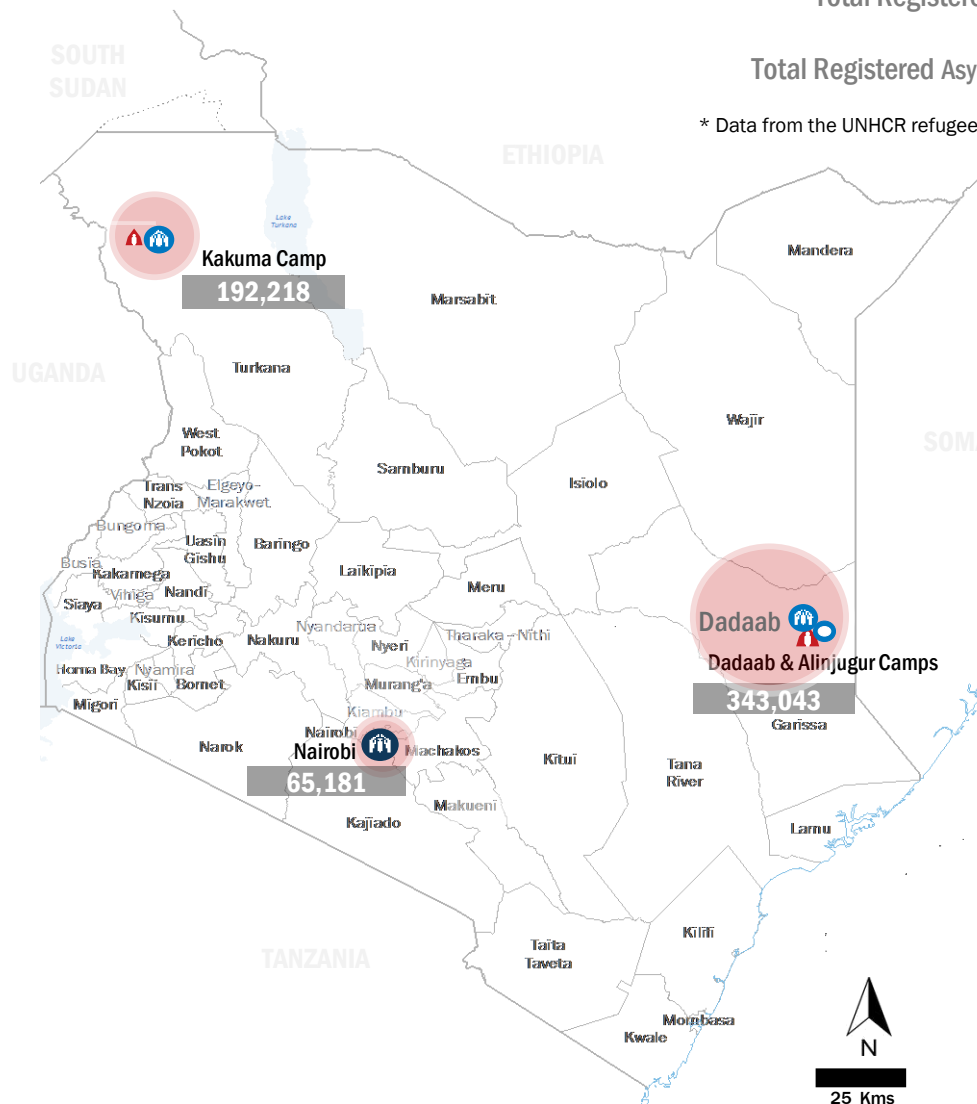 Total Registere
SOUTH
SUDAN
Total Registered Asy
* Data from the UNHCR refugee
ETHIOPIA
Lake
Turkana
Mandera
Kakuma Camp
192,218
Marsabit
UGANDA
Turkana
Wajir
West
Pokot
SOMA
Samburu
Isiolo
Trans
Nzoia
Elgeyo-
Marakwet
Bungoma
Uasin
Gishu
Baringo
Busia
Kakamega
Laikipia
Meru
Vihiga
Nandi
Siaya
Kisumu
Dadaab
Lake
Victoria
Kericho
Nakuru
Nyandarua
Nyeri
Tharaka - Nithi
Kirinyaga
Dadaab & Alinjugur Camps
343,043
Homa Bay
Nyamira
Kisii
Bomet
Murang'a
Embu
Migori
Kiambu
Garissa
Nairobi
Narok
Nairobi
Machakos
Kitui
Tana
River
65,181
Makueni
Kajiado
Lamu
Kilifi
Taita
Taveta
TANZANIA
Mombasa
Kwale
N
25 Kms